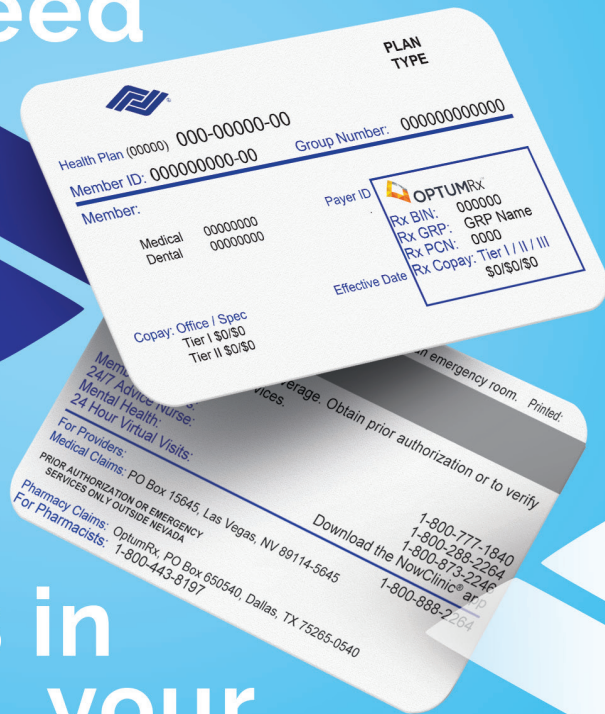 eed
PLAN
TYPE
Health Plan (00000) 000-00000-00
Member ID: 000000000-00 Group Number: 000000000000
Member:
Medical 00000000
Dental 00000000
Payer ID
OPTUMRx
Rx BIN: 000000
Rx GRP: GRP Name
Rx PCN: 0000
Rx Copay: Tier I / II / III
$0/$0/$0
Effective Date
Copay: Office / Spec
Tier I $0/$0
Tier II $0/$0
emergency room. Printed:
erage. Obtain prior authorization or to verify
vices.
24/7 Advice Nurse:
Mental Health:
24 Hour Virtual Visits:
1-800-777-1840
1-800-288-2264
1-800-873-2246
Download the NowClinic® app
For Providers: 1-800-888-2264
Medical Claims: PO Box 15645, Las Vegas, NV 89114-5645
PRIOR AUTHORIZATION OR EMERGENCY
SERVICES ONLY OUTSIDE NEVADA
Pharmacy Claims: OptumRx, PO Box 650540, Dallas, TX 75265-0540
For Pharmacists: 1-800-443-8197
in
your